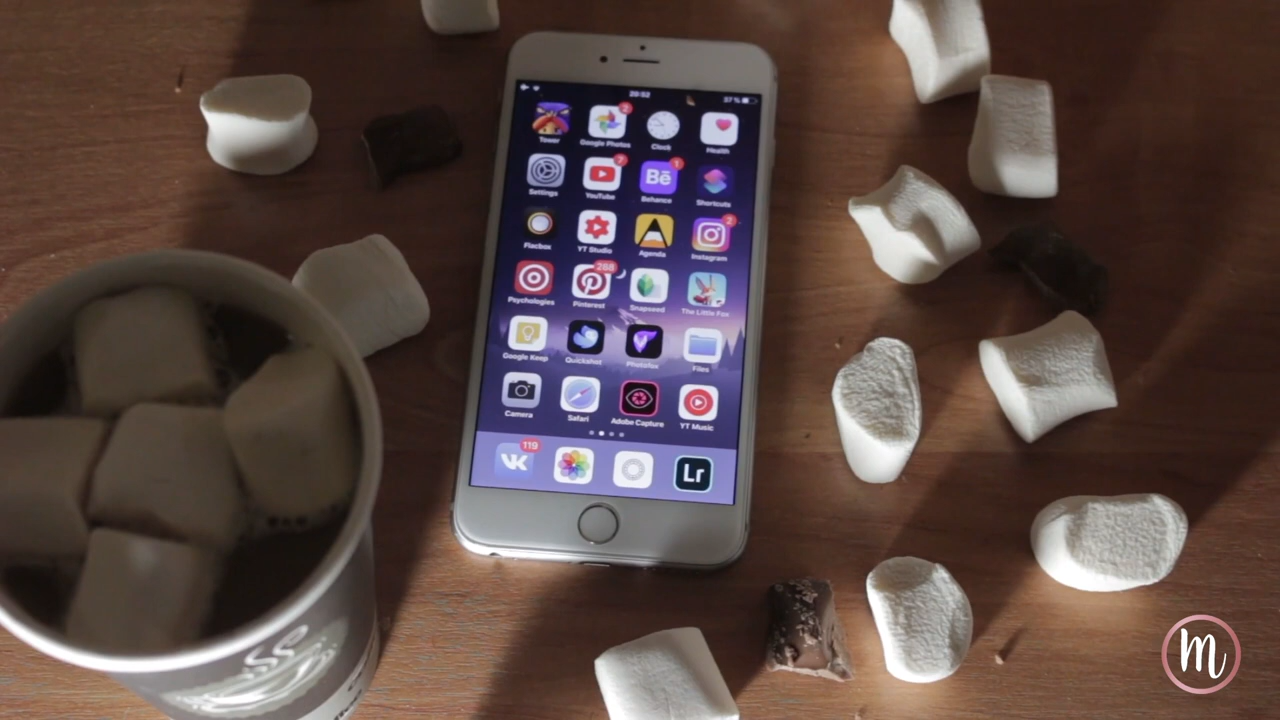 20:52
37 %
2
Tower Google Photos Clock Health
7 1
Bē
Settings YouTube Behance Shortcuts
2
Flacbox YT Studio Agenda Instagram
288
Psychologies Pinterest Snapseed The Little Fox
Google Keep Quickshot Photofox Files
Camera Safari Adobe Capture YT Music
119
Lr
m